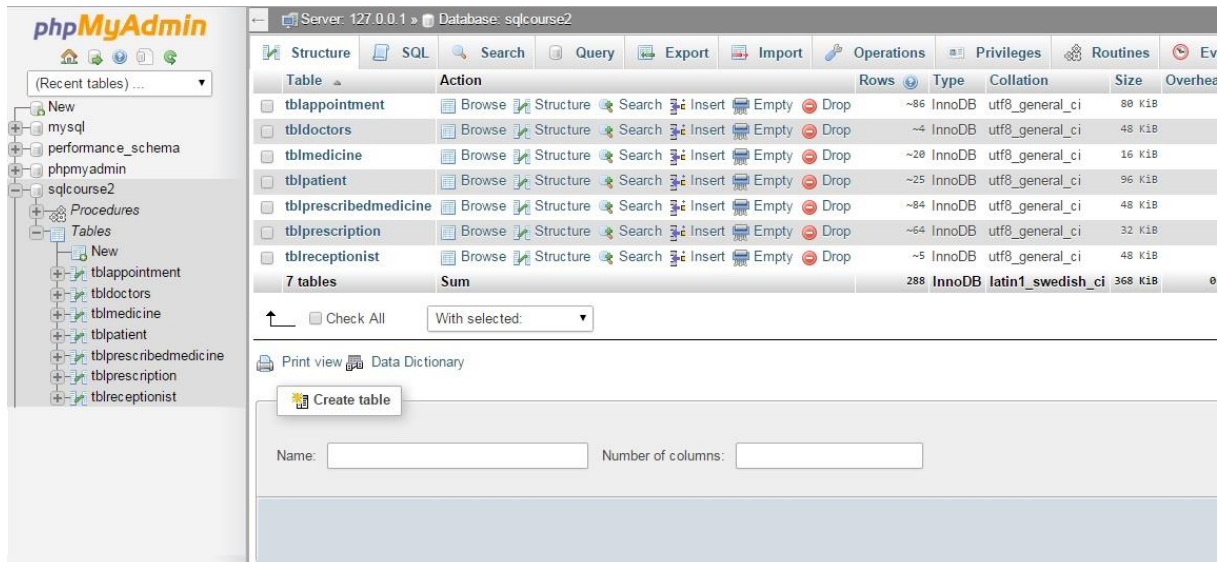 phpMyAdmin
(Recent tables) ...
New
mysql
performance_schema
phpmyadmin
sqlcourse2
Procedures
Tables
New
tblappointment
tbldoctors
tblmedicine
tblpatient
tblprescribedmedicine
tblprescription
tblreceptionist
Server: 127.0.0.1 » Database: sqlcourse2
Structure SQL Search Query Export Import Operations Privileges Routines Ev
Table Action Rows Type Collation Size Overhea
tblappointment Browse Structure Search Insert Empty Drop ~86 InnoDB utf8_general_ci 80 KiB
tbldoctors Browse Structure Search Insert Empty Drop ~4 InnoDB utf8_general_ci 48 KiB
tblmedicine Browse Structure Search Insert Empty Drop ~20 InnoDB utf8_general_ci 16 KiB
tblpatient Browse Structure Search Insert Empty Drop ~25 InnoDB utf8_general_ci 96 KiB
tblprescribedmedicine Browse Structure Search Insert Empty Drop ~84 InnoDB utf8_general_ci 48 KiB
tblprescription Browse Structure Search Insert Empty Drop ~64 InnoDB utf8_general_ci 32 KiB
tblreceptionist Browse Structure Search Insert Empty Drop ~5 InnoDB utf8_general_ci 48 KiB
7 tables Sum 288 InnoDB latin1_swedish_ci 368 KiB 0
Check All With selected:
Print view Data Dictionary
Create table
Name: Number of columns: